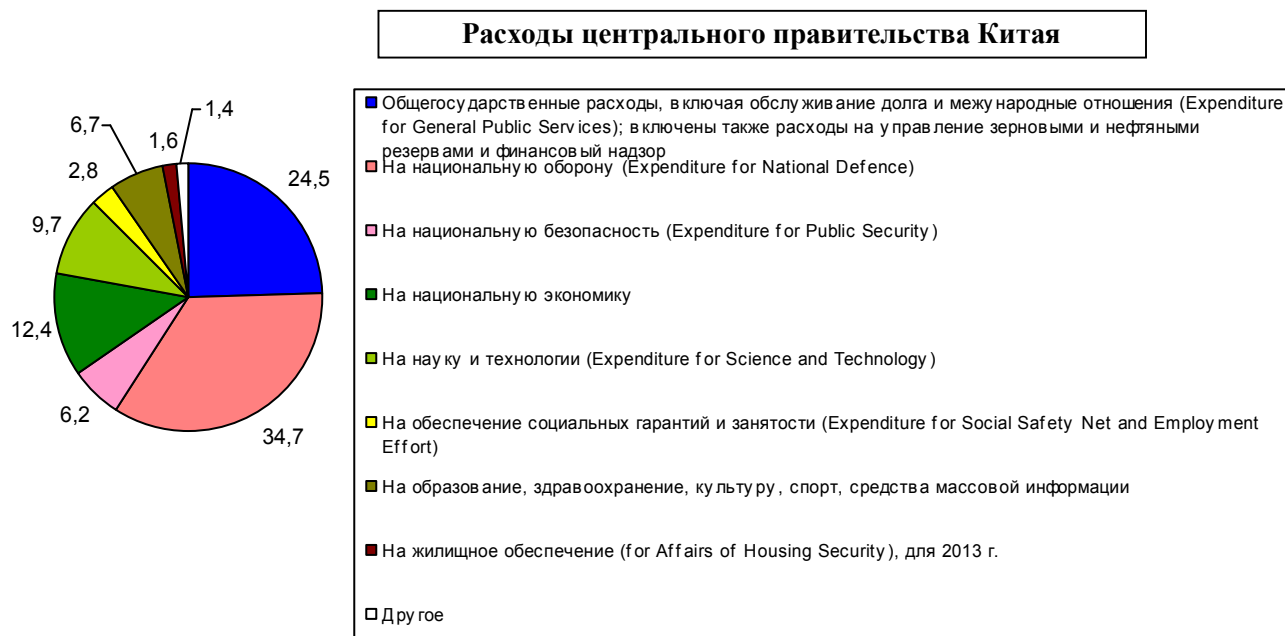 Расходы центрального правительства Китая
1,4
6,7
1,6
2,8
24,5
9,7
12,4
6,2
34,7
Общегосударственные расходы, включая обслуживание долга и межународные отношения (Expenditure
for General Public Services); включены также расходы на управление зерновыми и нефтяными
резервами и финансовый надзор
На национальную оборону (Expenditure for National Defence)
На национальную безопасность (Expenditure for Public Security)
На национальную экономику
На науку и технологии (Expenditure for Science and Technology)
На обеспечение социальных гарантий и занятости (Expenditure for Social Safety Net and Employment
Effort)
На образование, здравоохранение, культуру, спорт, средства массовой информации
На жилищное обеспечение (for Affairs of Housing Security), для 2013 г.
Другое